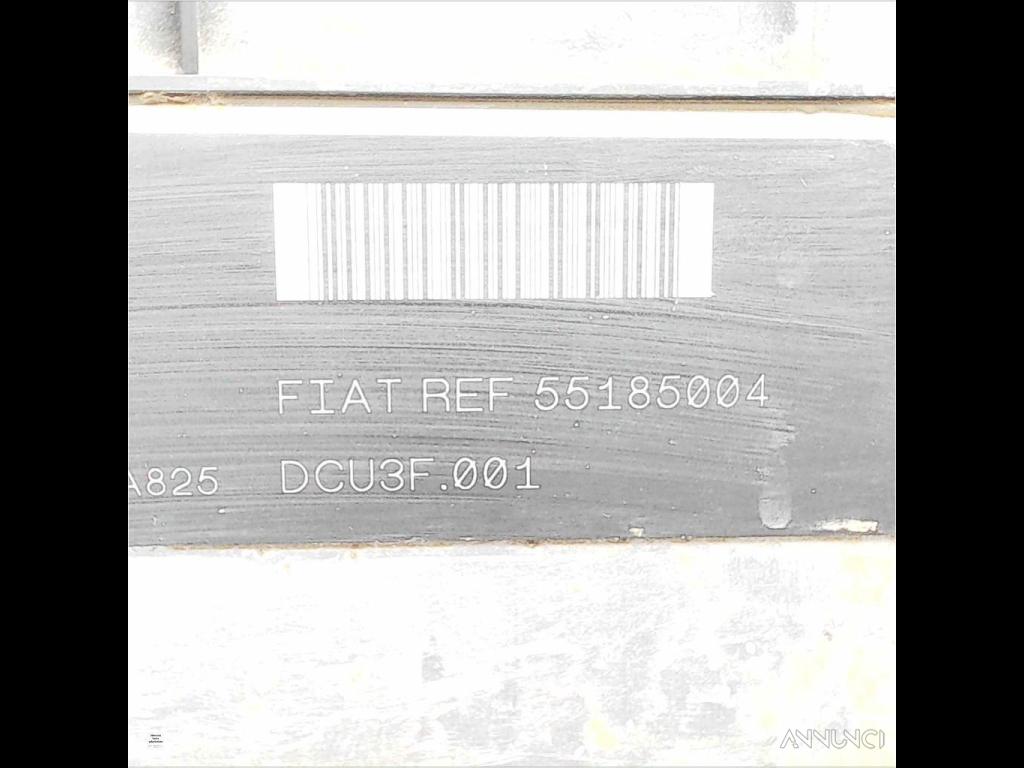 FIAT REF 55185004
A825 DCU3F.001
ANNUNCI